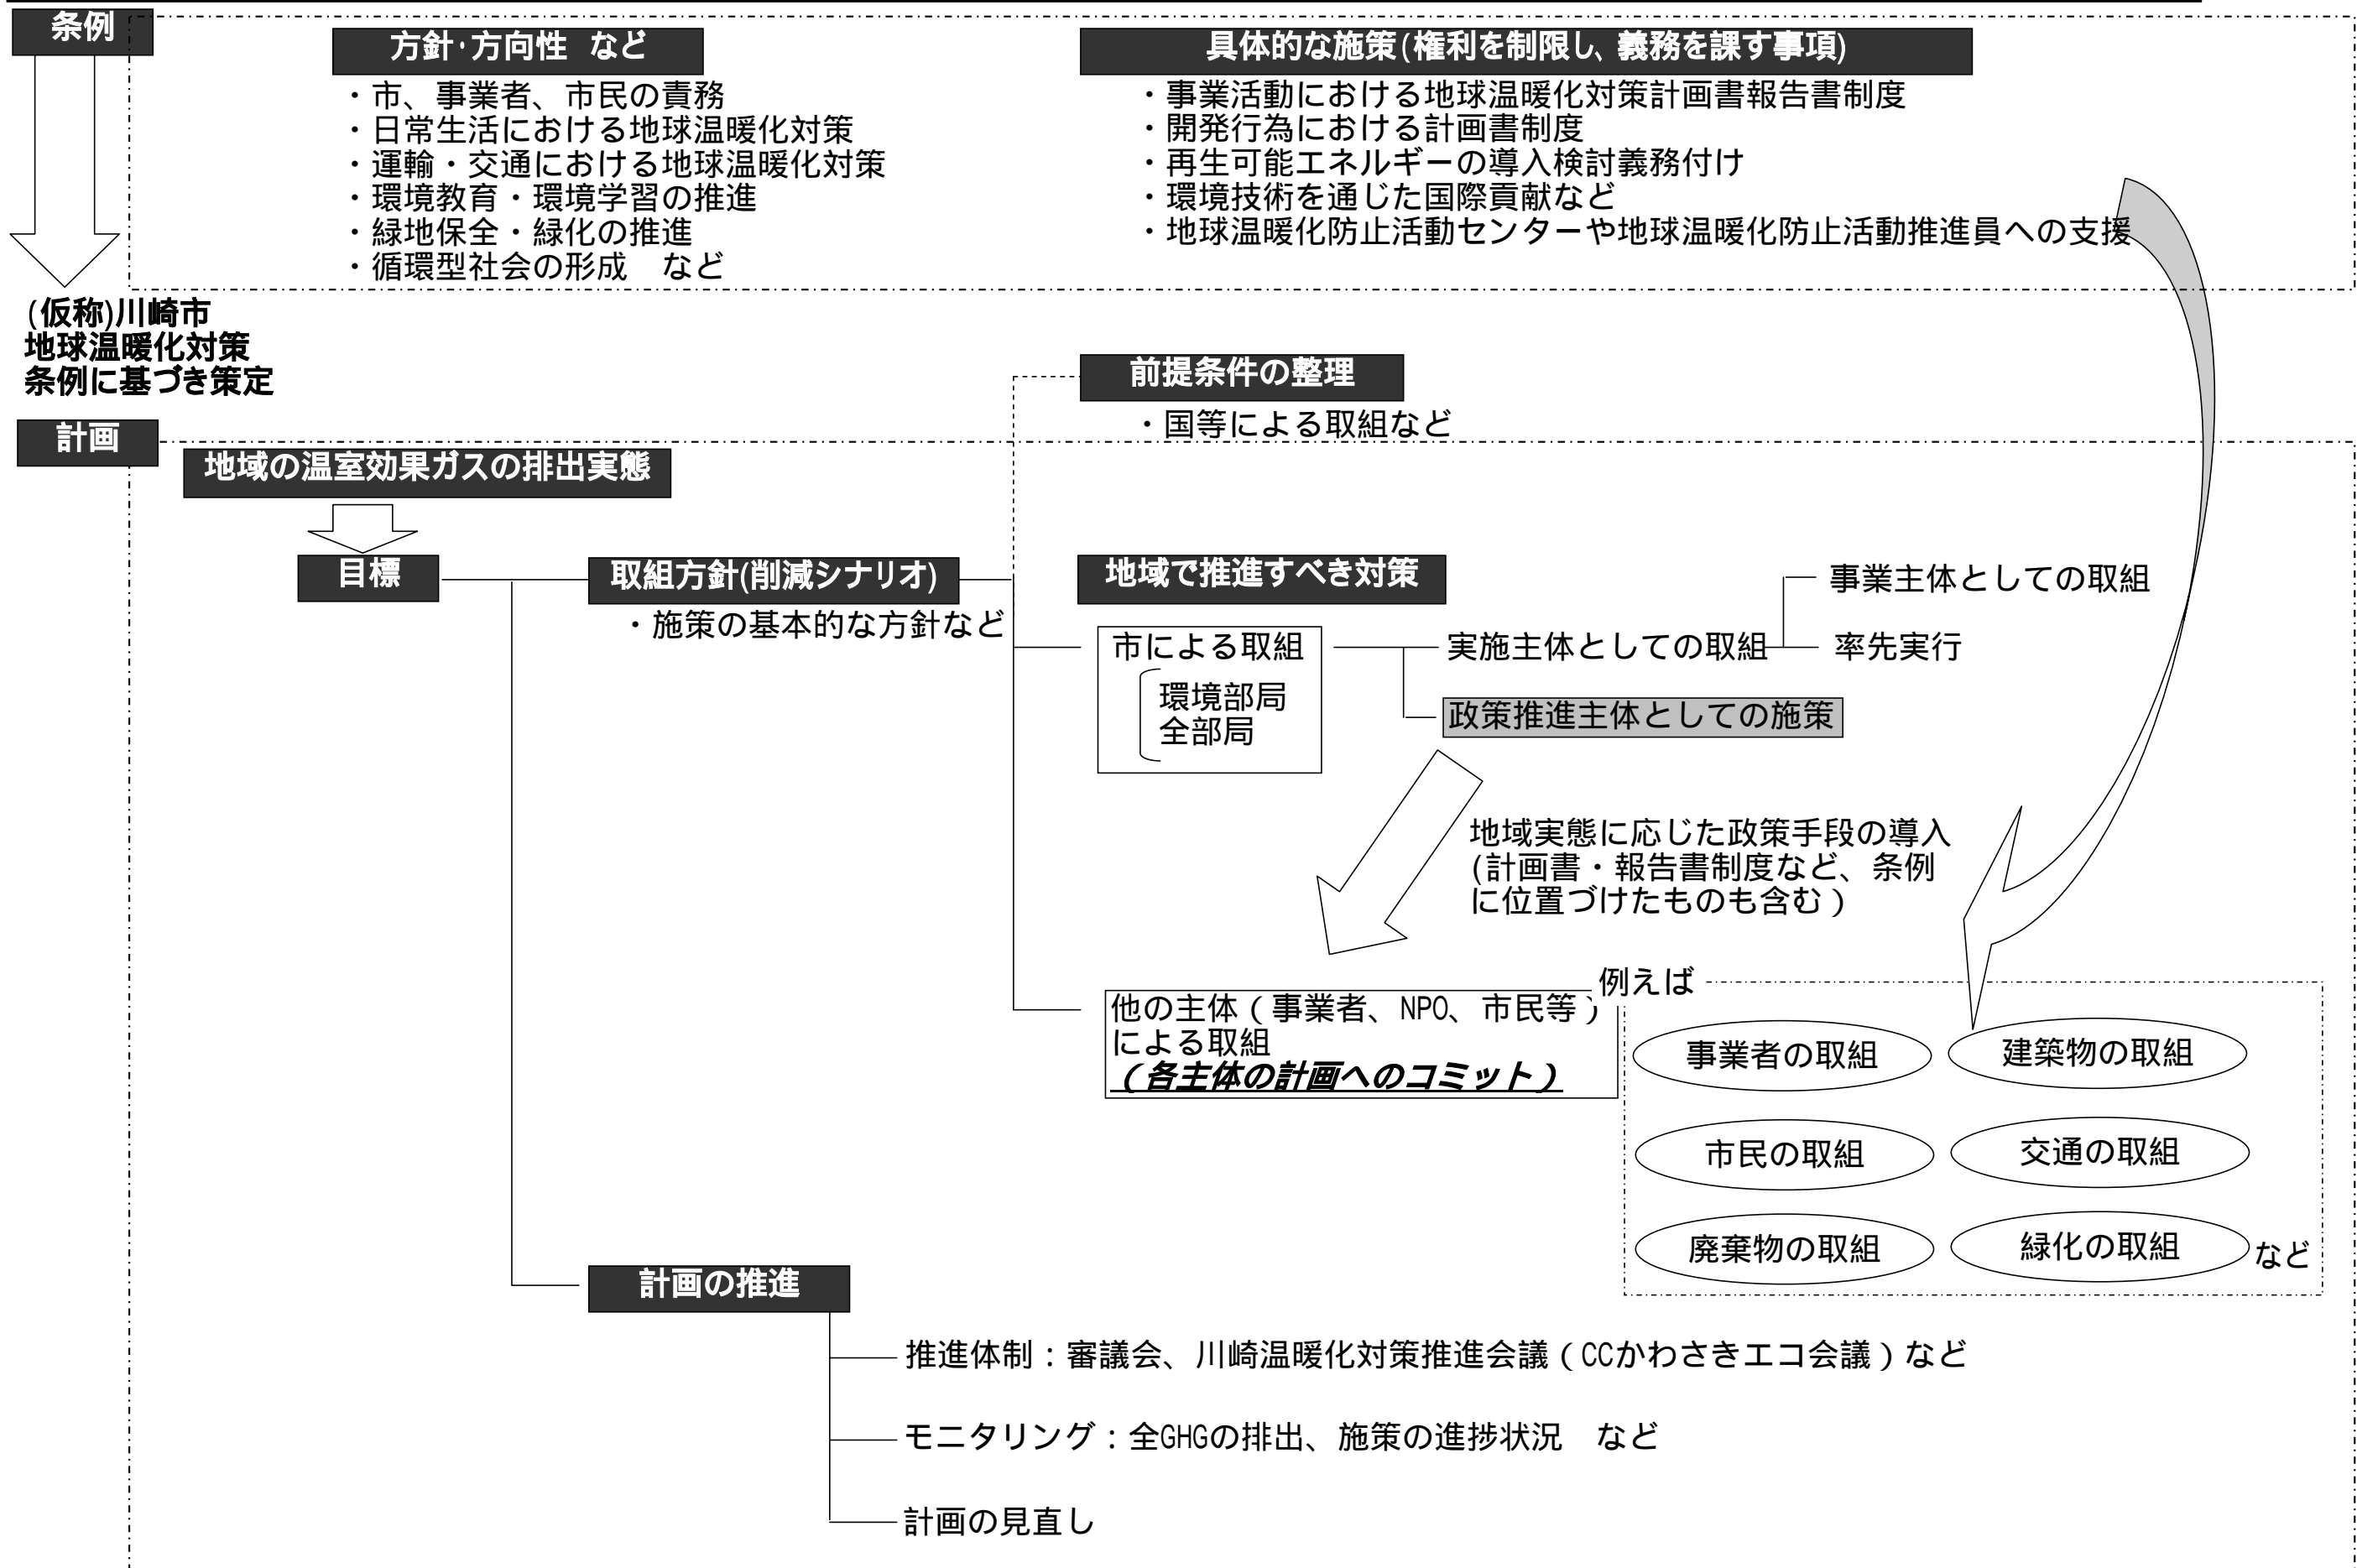 条例
方針・方向性　など
・市、事業者、市民の責務
・日常生活における地球温暖化対策
・運輸・交通における地球温暖化対策
・環境教育・環境学習の推進
・緑地保全・緑化の推進
・循環型社会の形成　など
具体的な施策(権利を制限し、義務を課す事項)
・事業活動における地球温暖化対策計画書報告書制度
・開発行為における計画書制度
・再生可能エネルギーの導入検討義務付け
・環境技術を通じた国際貢献など
・地球温暖化防止活動センターや地球温暖化防止活動推進員への支援
(仮称)川崎市
地球温暖化対策
条例に基づき策定
前提条件の整理
・国等による取組など
計画
地域の温室効果ガスの排出実態
目標
取組方針(削減シナリオ)
・施策の基本的な方針など
地域で推進すべき対策
市による取組
環境部局
全部局
実施主体としての取組
事業主体としての取組
率先実行
政策推進主体としての施策
地域実態に応じた政策手段の導入
(計画書・報告書制度など、条例
に位置づけたものも含む）
他の主体（事業者、NPO、市民等）
による取組
（各主体の計画へのコミット）
例えば
事業者の取組
建築物の取組
市民の取組
交通の取組
廃棄物の取組
緑化の取組
など
計画の推進
推進体制：審議会、川崎温暖化対策推進会議（CCかわさきエコ会議）など
モニタリング：全GHGの排出、施策の進捗状況　など
計画の見直し